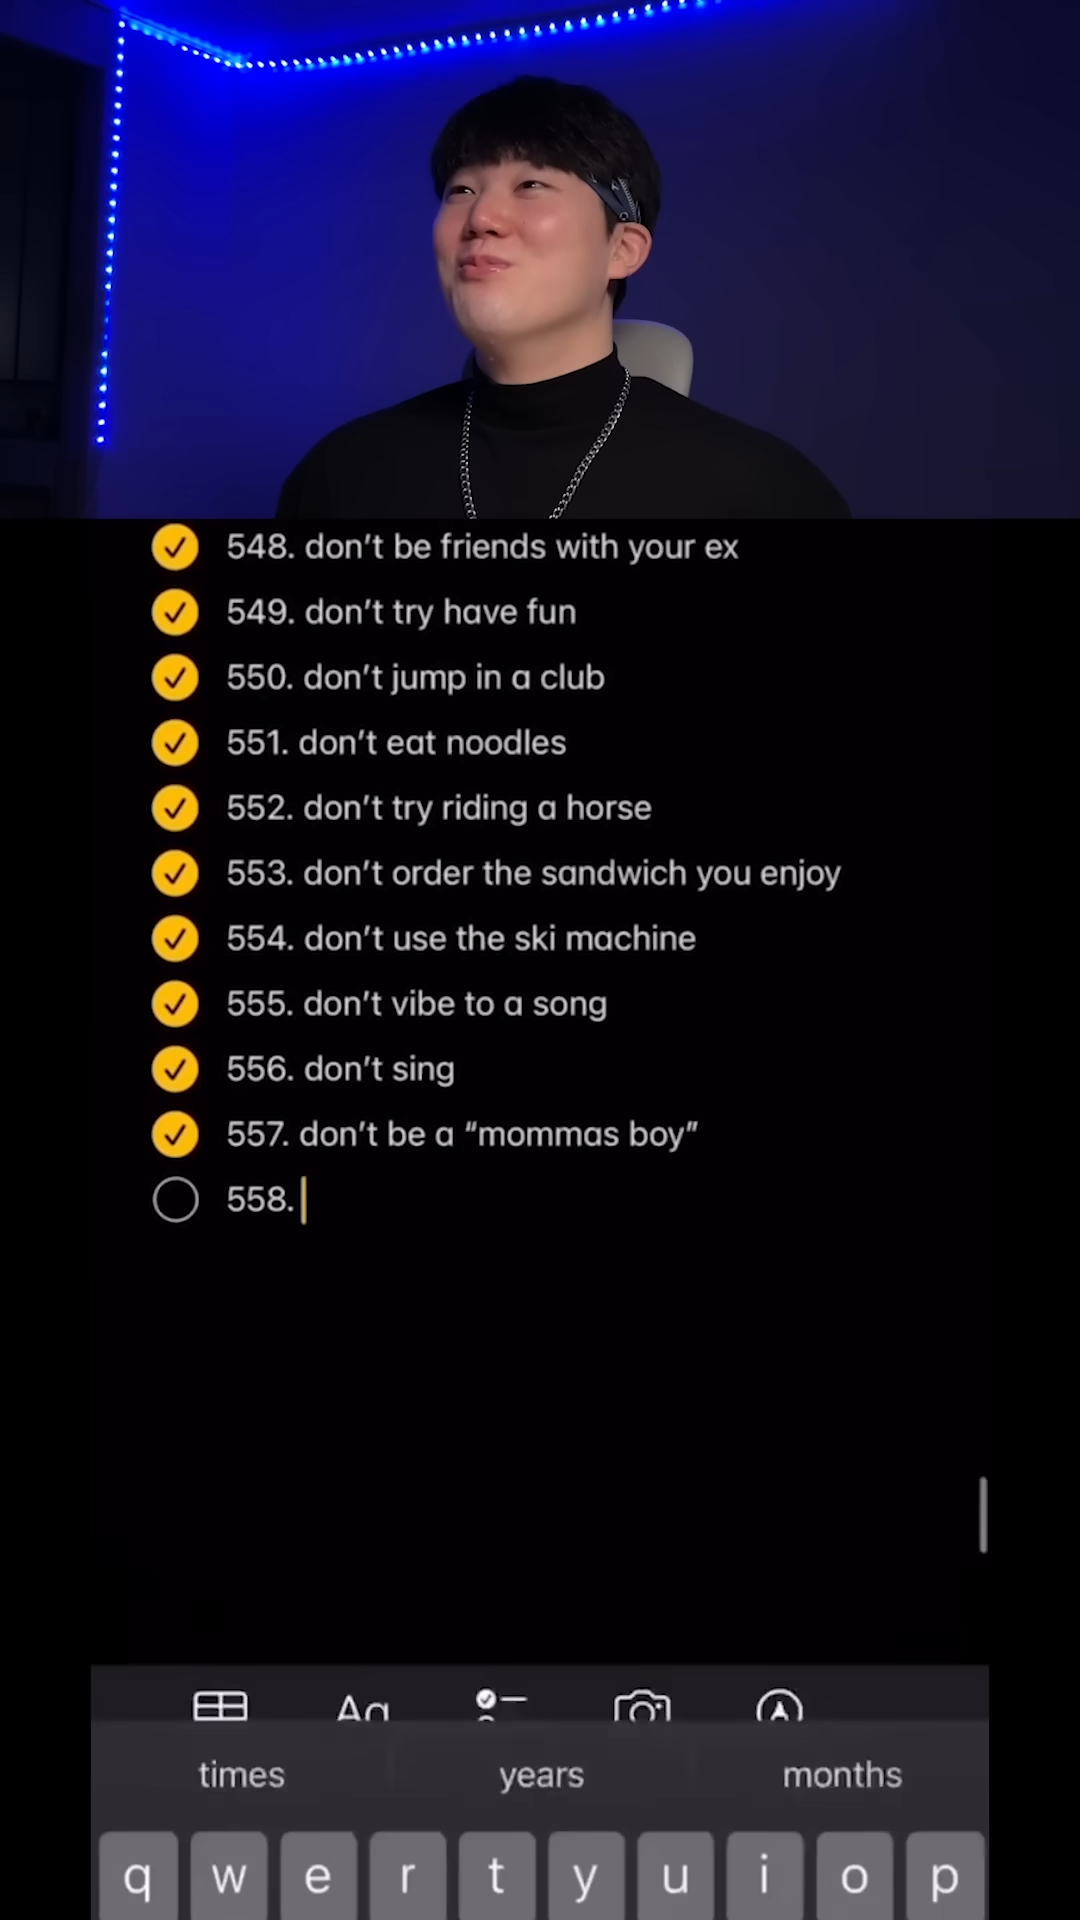 548. don’t be friends with your ex
549. don’t try have fun
550. don’t jump in a club
551. don’t eat noodles
552. don’t try riding a horse
553. don’t order the sandwich you enjoy
554. don’t use the ski machine
555. don’t vibe to a song
556. don’t sing
557. don’t be a “mommas boy”
558.
Aa
times years months
q w e r t y u i o p